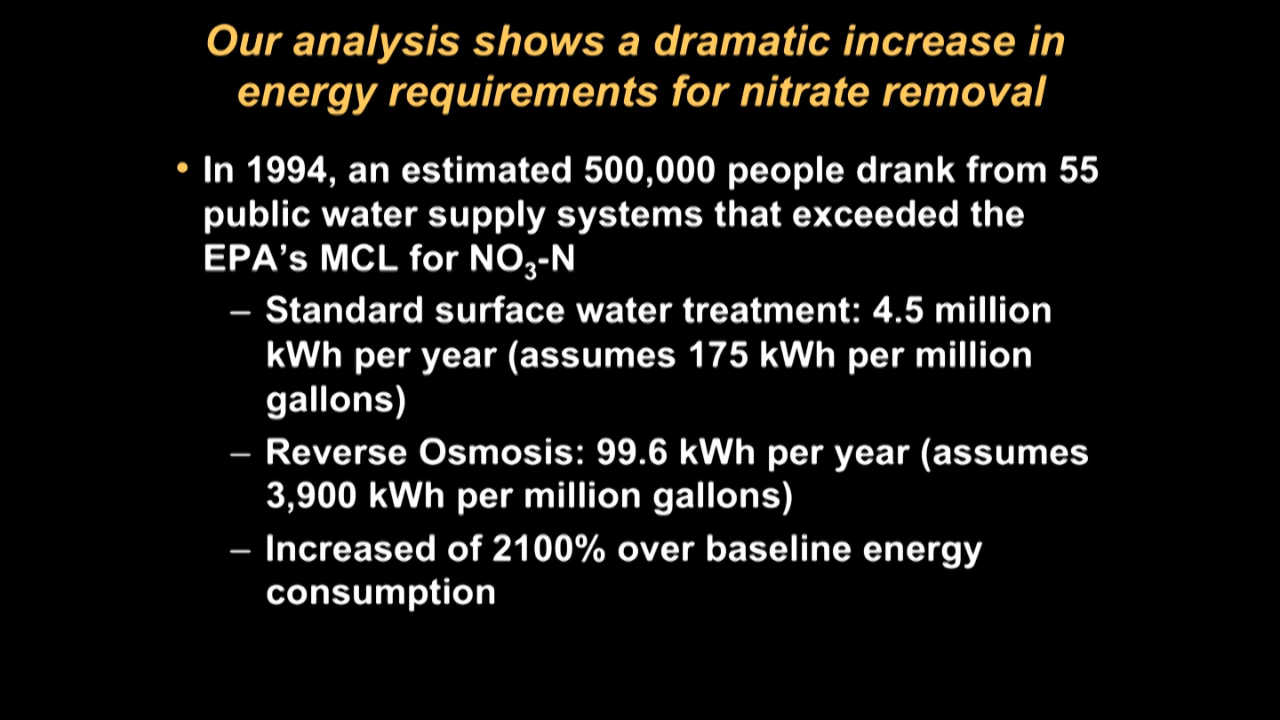 Our analysis shows a dramatic increase in
energy requirements for nitrate removal
• In 1994, an estimated 500,000 people drank from 55
public water supply systems that exceeded the
EPA’s MCL for NO₃-N
– Standard surface water treatment: 4.5 million
kWh per year (assumes 175 kWh per million
gallons)
– Reverse Osmosis: 99.6 kWh per year (assumes
3,900 kWh per million gallons)
– Increased of 2100% over baseline energy
consumption